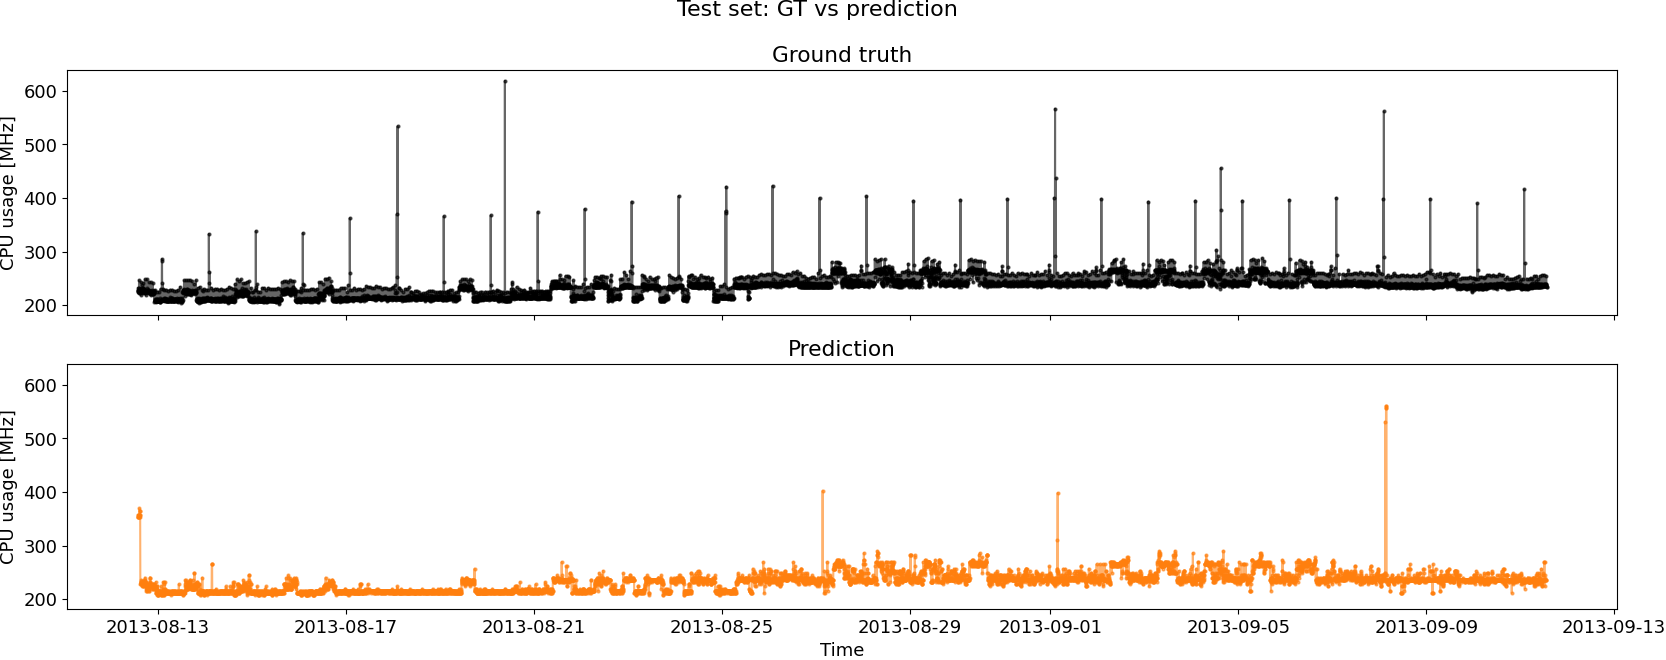 Test set: GT vs prediction
Ground truth
CPU usage [MHz]
600
500
400
300
200
Prediction
CPU usage [MHz]
600
500
400
300
200
2013-08-13 2013-08-17 2013-08-21 2013-08-25 2013-08-29 2013-09-01 2013-09-05 2013-09-09 2013-09-13
Time